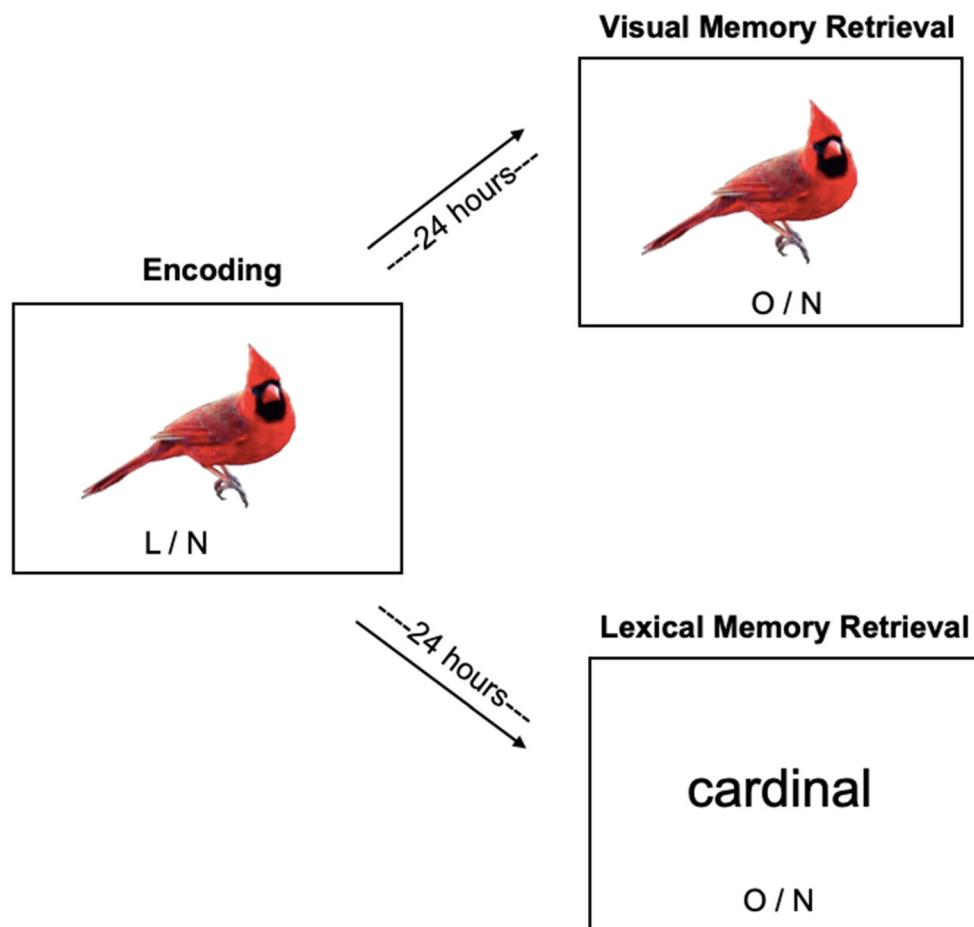 Visual Memory Retrieval
----24 hours----
O / N
Encoding
L / N
----24 hours---
Lexical Memory Retrieval
cardinal
O / N